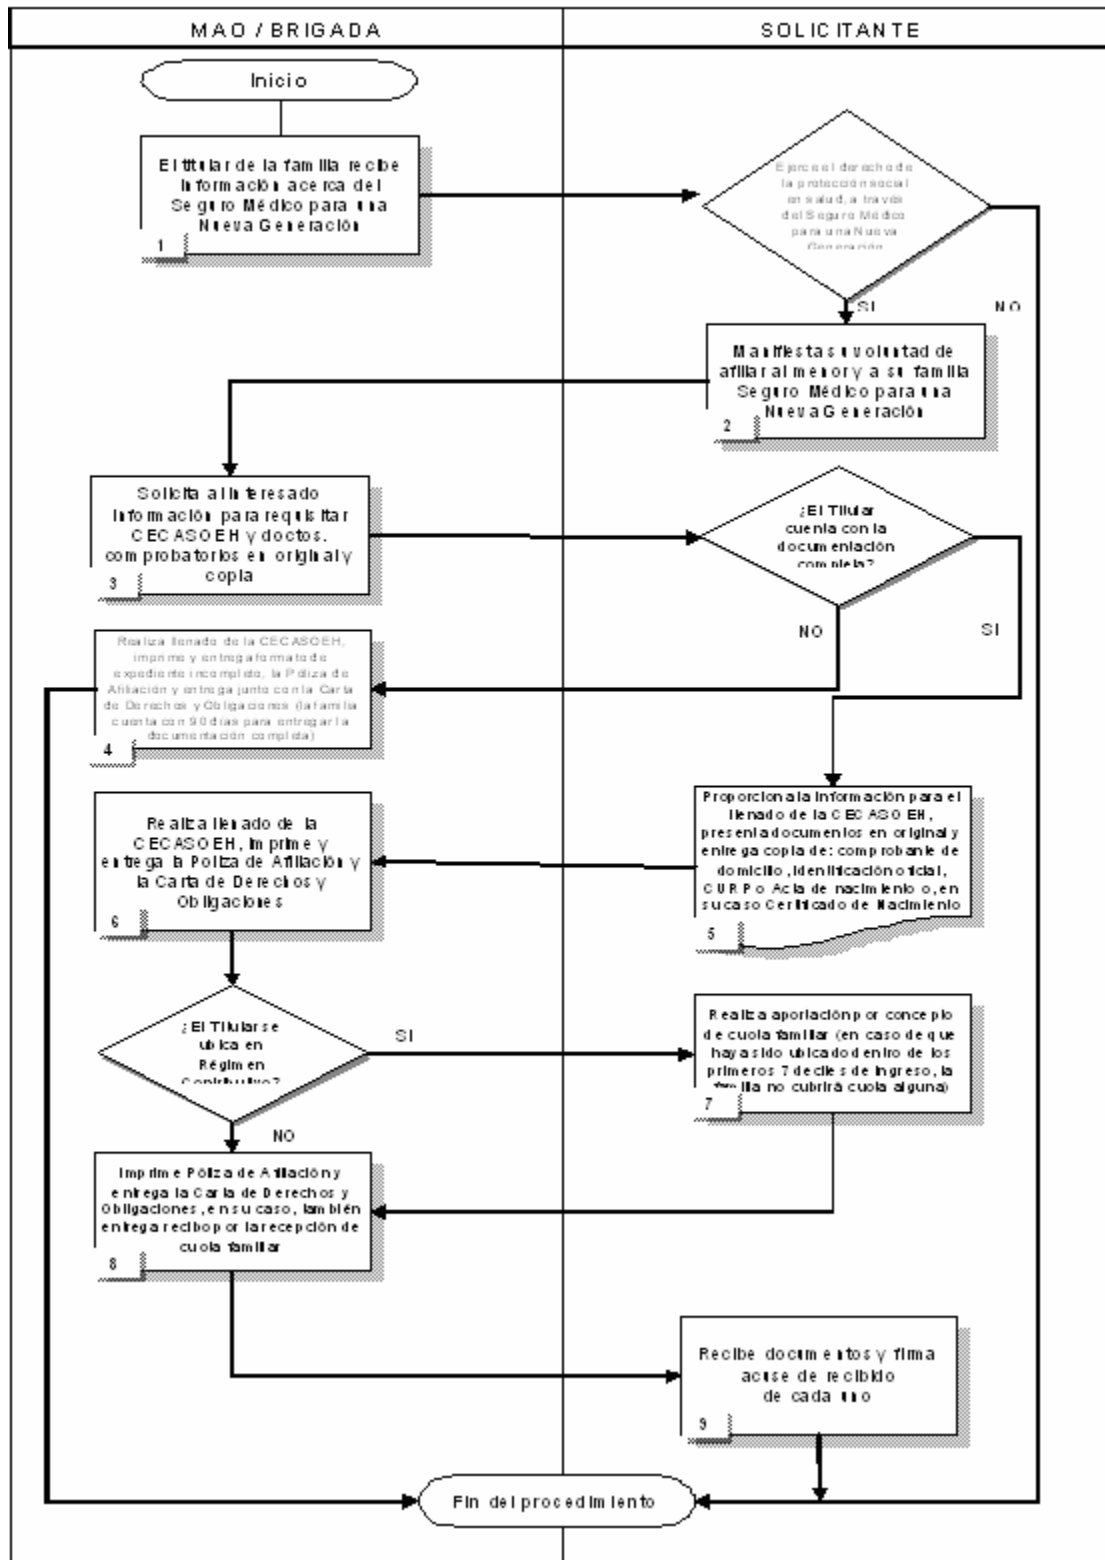 MAO / BRIGADA
SOLICITANTE
Inicio
El titular de la familia recibe
Información acerca del
Seguro Médico para una
Nueva Generación
1
Ejerce el derecho de
la protección social
en salud, a través
del Seguro Médico
para una Nueva
Generación
SI
NO
Manifiesta su voluntad de
afiliar al menor y a su familia
Seguro Médico para una
Nueva Generación
2
Solicita al interesado
Información para requisitar
CECASOEH y doctos.
comprobatorios en original y
copia
3
¿El Titular
cuenta con la
documentación
completa?
NO
SI
Realiza llenado de la CECASOEH,
imprime y entrega formato de
expediente incompleto, la Póliza de
Afiliación y entrega junto con la Carta
de Derechos y Obligaciones (la familia
cuenta con 90 días para entregar la
documentación completa)
4
Proporciona la Información para el
llenado de la CECASOEH,
presenta documentos en original y
entrega copia de: comprobante de
domicilio, identificación oficial,
CURP o Acta de nacimiento o, en
su caso Certificado de Nacimiento
5
Realiza llenado de la
CECASOEH, imprime y
entrega la Poliza de Afiliación y
la Carta de Derechos y
Obligaciones
6
¿El Titular se
ubica en
Régimen
Contributivo?
SI
NO
Realiza aportación por concepto
de cuota familiar (en caso de que
haya sido ubicado dentro de los
primeros 7 deciles de ingreso, la
familia no cubrirá cuota alguna)
7
Imprime Póliza de Afiliación y
entrega la Carta de Derechos y
Obligaciones, en su caso, también
entrega recibo por la recepción de
cuota familiar
8
Recibe documentos y firma
acuse de recibido
de cada uno
9
Fin del procedimiento